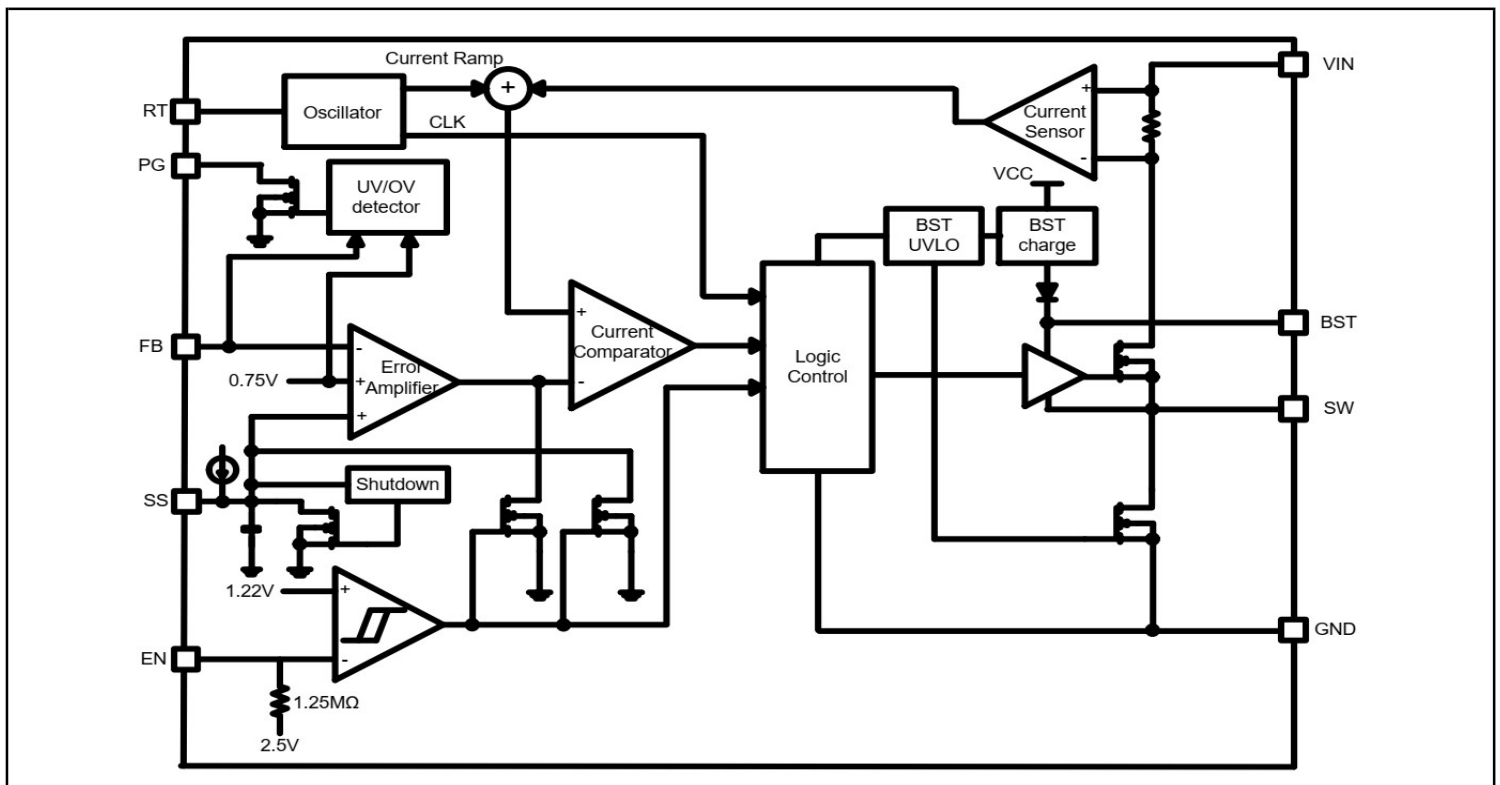 Current Ramp
VIN
RT
Oscillator
+
+
Current
Sensor
-
CLK
PG
UV/OV
detector
VCC
BST
UVLO
BST
charge
FB
-
+
Current
Comparator
-
Logic
Control
BST
0.75V
+
Error
Amplifier
+
SW
SS
Shutdown
1.22V
+
GND
EN
-
1.25MΩ
2.5V